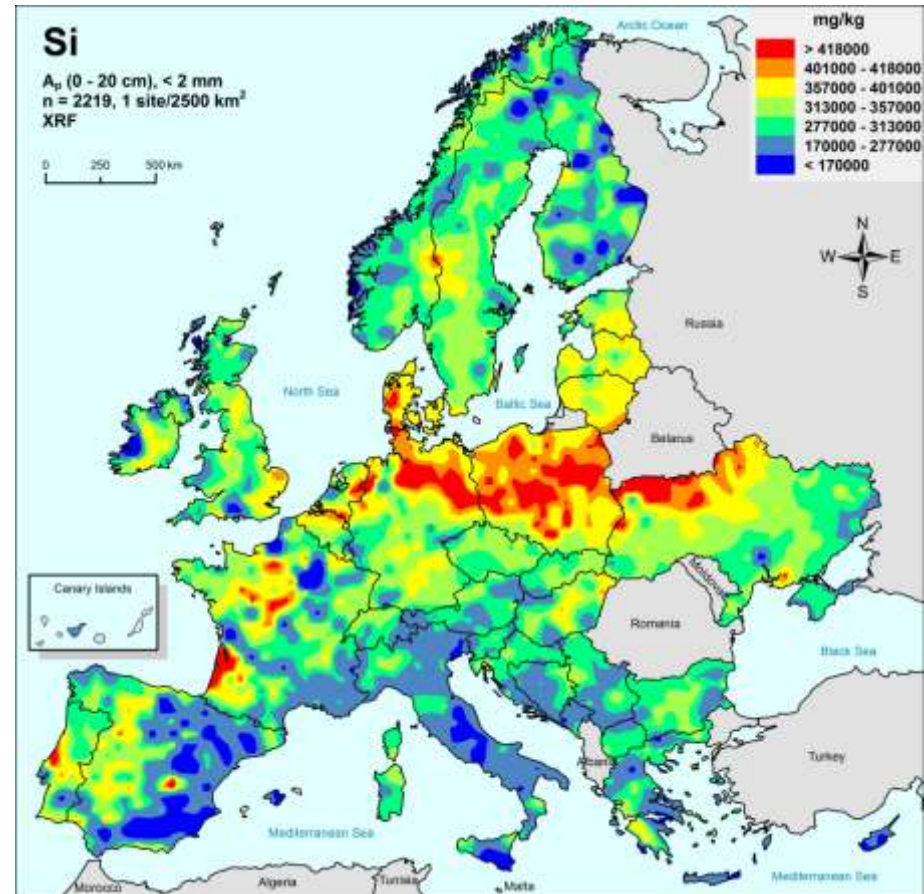 Si
A_p (0 - 20 cm), < 2 mm
n = 2219, 1 site/2500 km²
XRF
0 250 500 km
mg/kg
> 418000
401000 - 418000
357000 - 401000
313000 - 357000
277000 - 313000
170000 - 277000
< 170000
Arctic Ocean
N
W E
S
Russia
North Sea
Baltic Sea
Belarus
Canary Islands
Moldova
Romania
Black Sea
Albania
Turkey
Mediterranean Sea
Mediterranean Sea
Morocco
Algeria
Tunisia
Malta